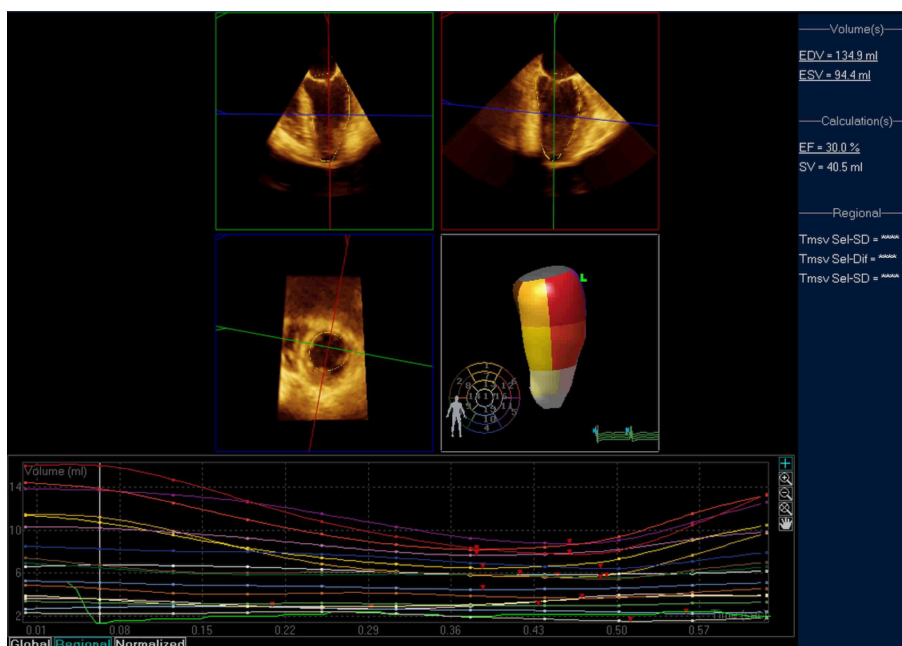 Volume(s)
EDV = 134.9 ml
ESV = 94.4 ml
Calculation(s)
EF = 30.0 %
SV = 40.5 ml
Regional
Tmsv Sel-SD = ****
Tmsv Sel-Dif = ****
Tmsv Sel-SD = ****
L
Volume (ml)
14
10
6
2
0.01 0.08 0.15 0.22 0.29 0.36 0.43 0.50 0.57
Global Regional Normalized